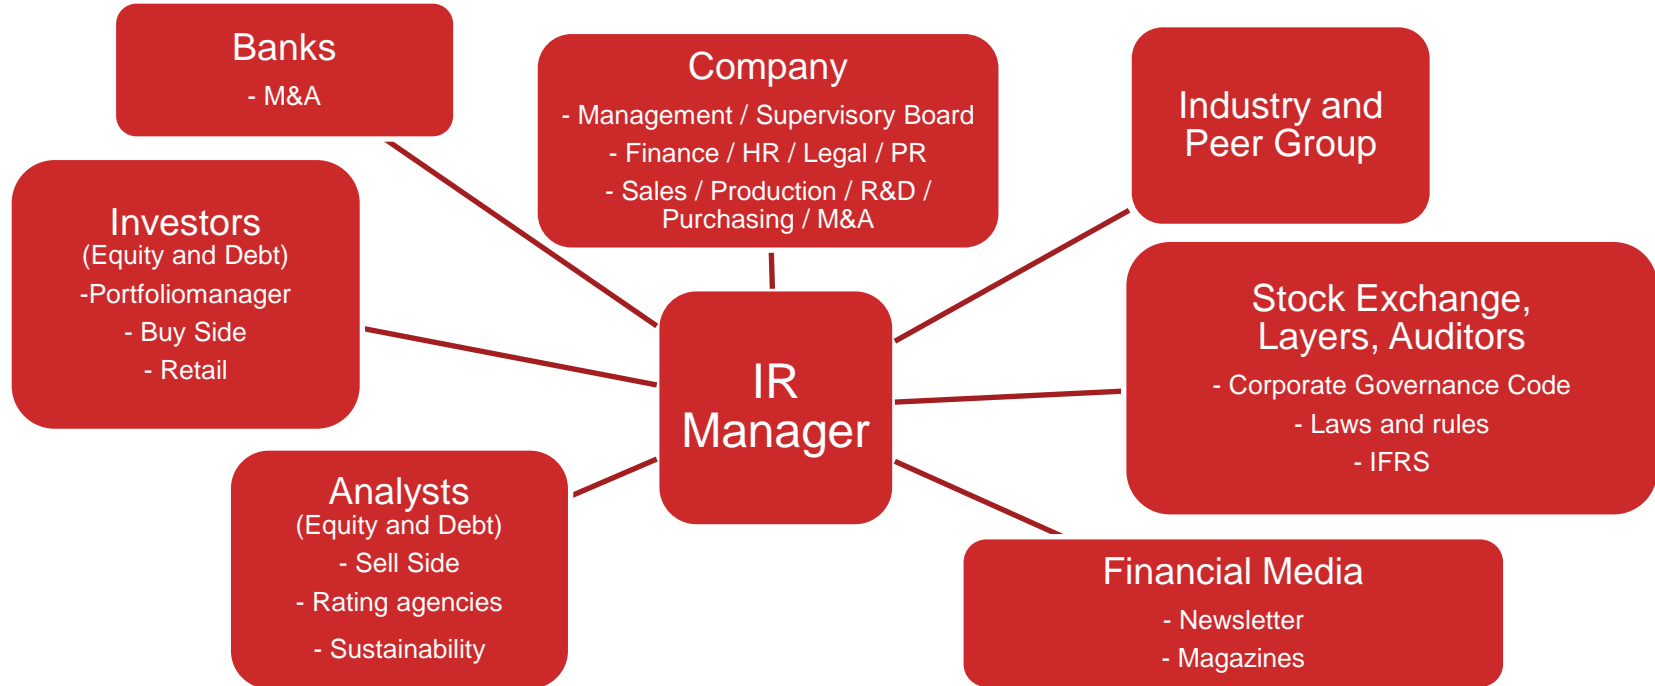 Banks
- M&A
Company
- Management / Supervisory Board
- Finance / HR / Legal / PR
- Sales / Production / R&D /
Purchasing / M&A
Industry and
Peer Group
Investors
(Equity and Debt)
-Portfoliomanager
- Buy Side
- Retail
IR
Manager
Stock Exchange,
Layers, Auditors
- Corporate Governance Code
- Laws and rules
- IFRS
Analysts
(Equity and Debt)
- Sell Side
- Rating agencies
- Sustainability
Financial Media
- Newsletter
- Magazines